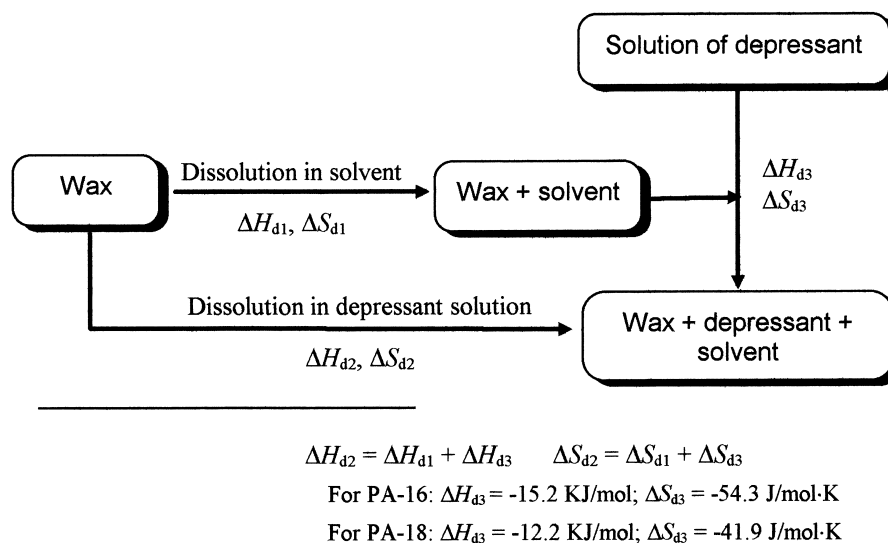 Solution of depressant
Wax
Dissolution in solvent
ΔHd1, ΔSd1
Wax + solvent
ΔHd3
ΔSd3
Dissolution in depressant solution
ΔHd2, ΔSd2
Wax + depressant +
solvent
ΔHd2 = ΔHd1 + ΔHd3 ΔSd2 = ΔSd1 + ΔSd3
For PA-16: ΔHd3 = -15.2 KJ/mol; ΔSd3 = -54.3 J/mol·K
For PA-18: ΔHd3 = -12.2 KJ/mol; ΔSd3 = -41.9 J/mol·K